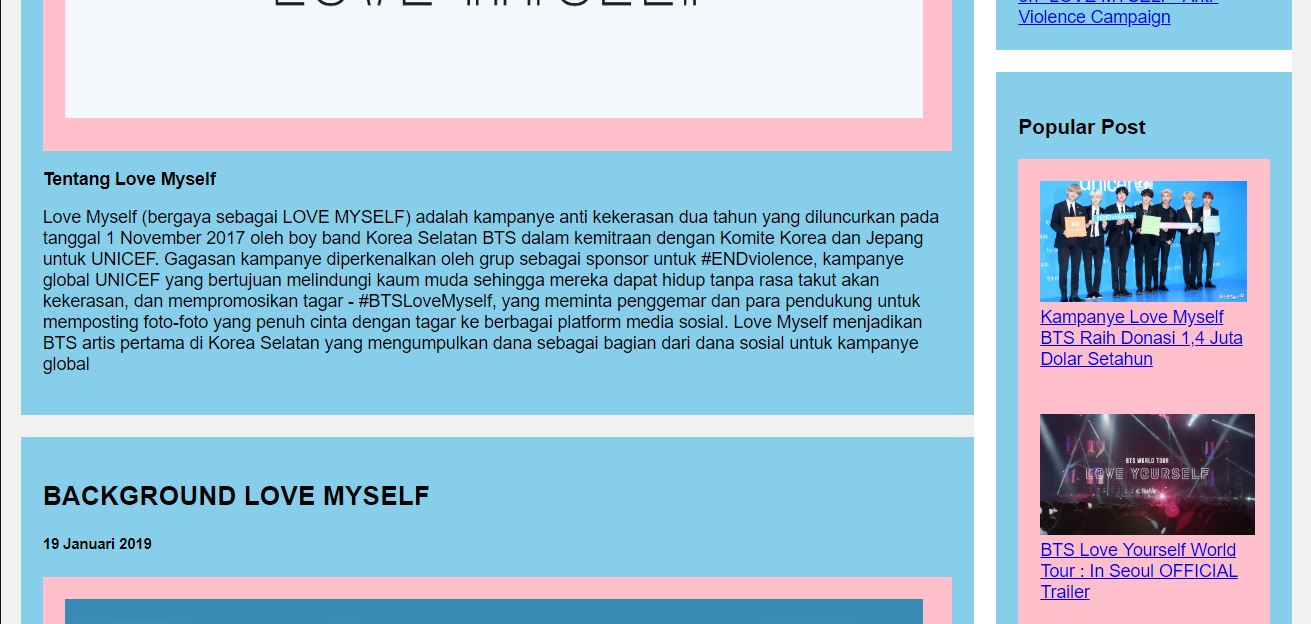 LOVE MYSELF
Tentang Love Myself
Love Myself (bergaya sebagai LOVE MYSELF) adalah kampanye anti kekerasan dua tahun yang diluncurkan pada
tanggal 1 November 2017 oleh boy band Korea Selatan BTS dalam kemitraan dengan Komite Korea dan Jepang
untuk UNICEF. Gagasan kampanye diperkenalkan oleh grup sebagai sponsor untuk #ENDviolence, kampanye
global UNICEF yang bertujuan melindungi kaum muda sehingga mereka dapat hidup tanpa rasa takut akan
kekerasan, dan mempromosikan tagar - #BTSLoveMyself, yang meminta penggemar dan para pendukung untuk
memposting foto-foto yang penuh cinta dengan tagar ke berbagai platform media sosial. Love Myself menjadikan
BTS artis pertama di Korea Selatan yang mengumpulkan dana sebagai bagian dari dana sosial untuk kampanye
global
BACKGROUND LOVE MYSELF
19 Januari 2019
on "LOVE MYSELF" Anti-
Violence Campaign
Popular Post
unicef
Kampanye Love Myself
BTS Raih Donasi 1,4 Juta
Dolar Setahun
BTS WORLD TOUR
LOVE YOURSELF
BTS Love Yourself World
Tour : In Seoul OFFICIAL
Trailer